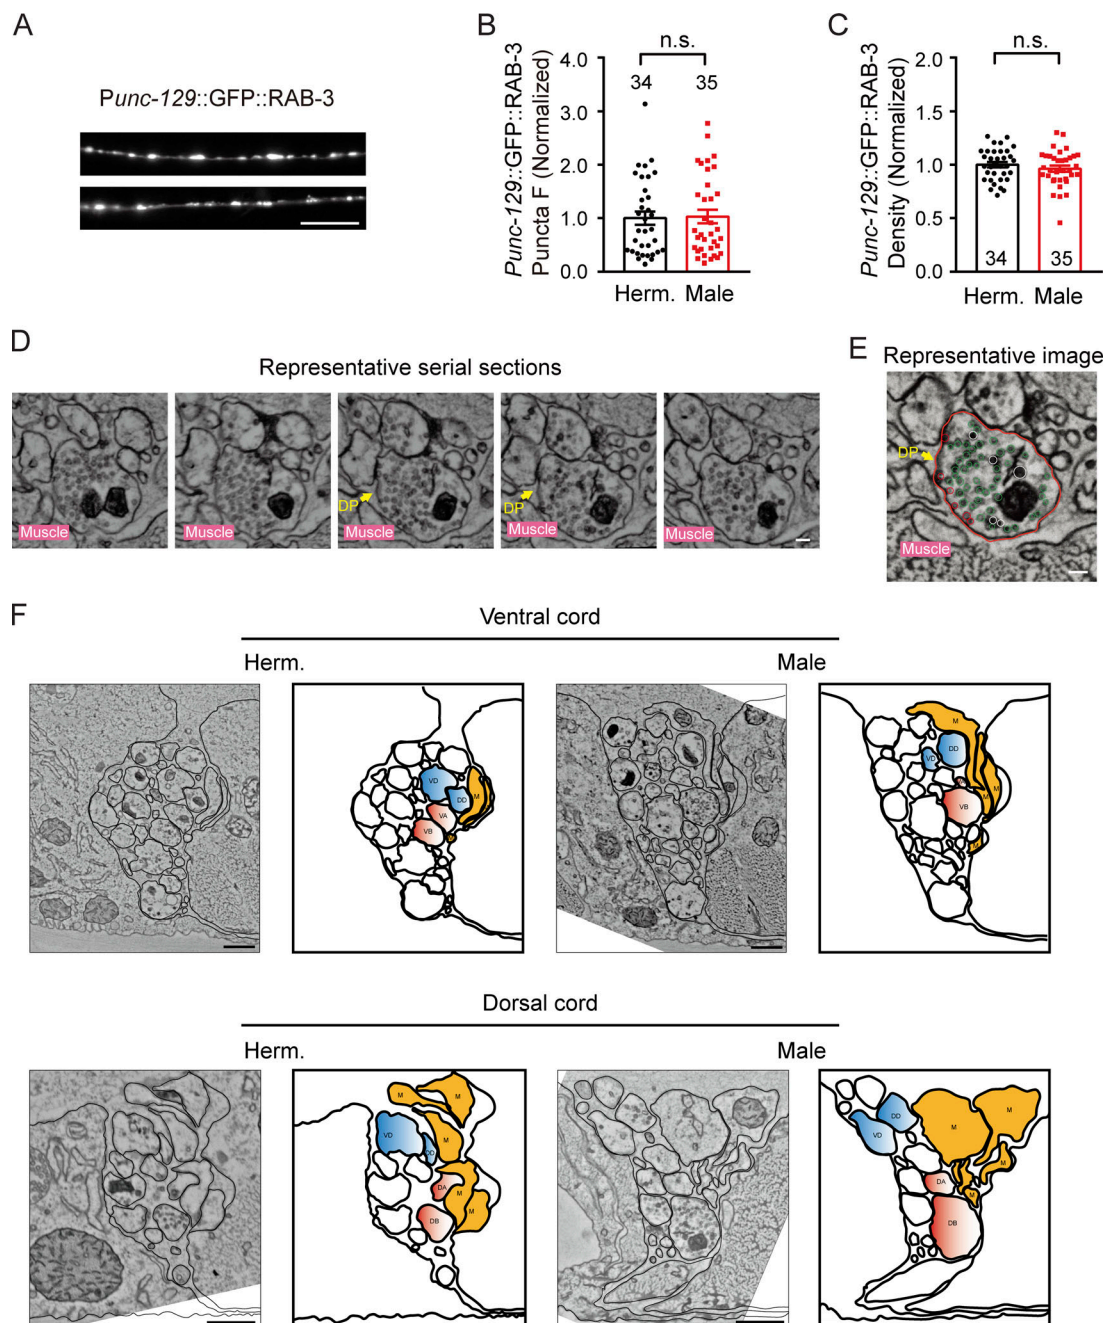 A
Punc-129::GFP::RAB-3
B
Punc-129::GFP::RAB-3
Puncta F (Normalized)
n.s.
4.0
3.0
2.0
1.0
0.0
34
35
Herm.
Male
C
Punc-129::GFP::RAB-3
Density (Normalized)
n.s.
2.0
1.5
1.0
0.5
0.0
34
35
Herm.
Male
D
Representative serial sections
Muscle
Muscle
DP
Muscle
DP
Muscle
Muscle
E
Representative image
DP
Muscle
F
Ventral cord
Herm.
Male
VD
DD
M
VA
VB
M
DD
VD
M
M
VB
Dorsal cord
Herm.
Male
M
M
VD
DD
M
DA
M
M
DB
M
M
DD
VD
M
DA
M
DB